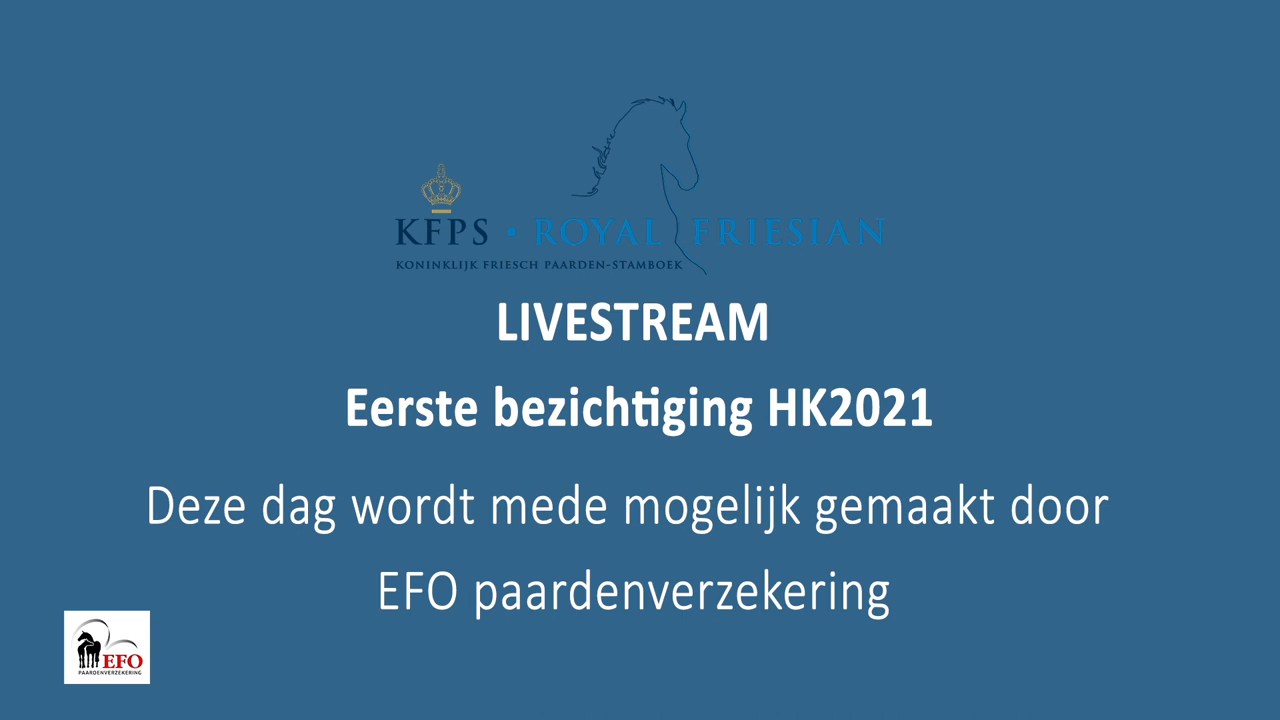 KFPS • ROYAL FRIESIAN
KONINKLIJK FRIESCH PAARDEN-STAMBOEK
LIVESTREAM
Eerste bezichtiging HK2021
Deze dag wordt mede mogelijk gemaakt door
EFO paardenverzekering
EFO
PAARDENVERZEKERING